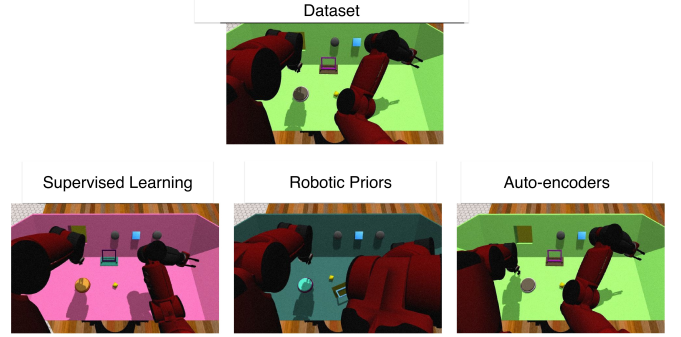 Dataset
Supervised Learning
Robotic Priors
Auto-encoders